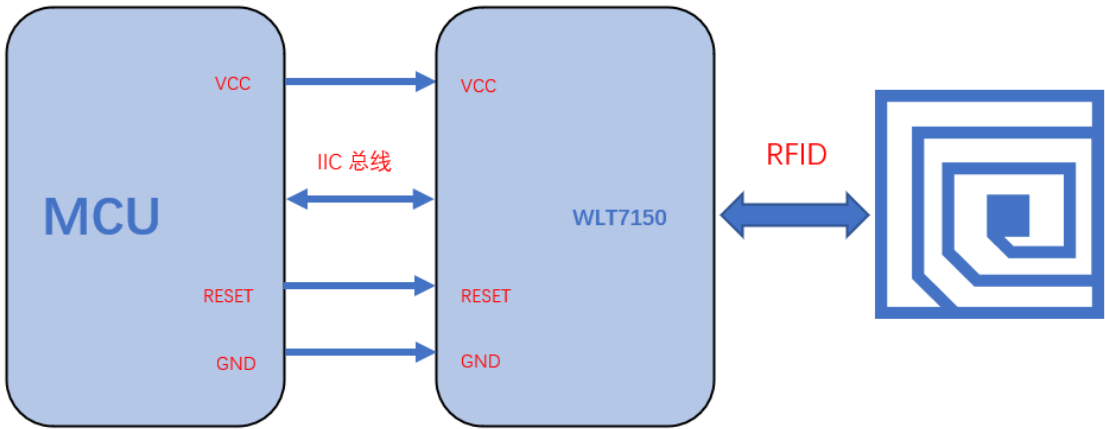 VCC
VCC
IIC 总线
RFID
MCU
WLT7150
RESET
RESET
GND
GND